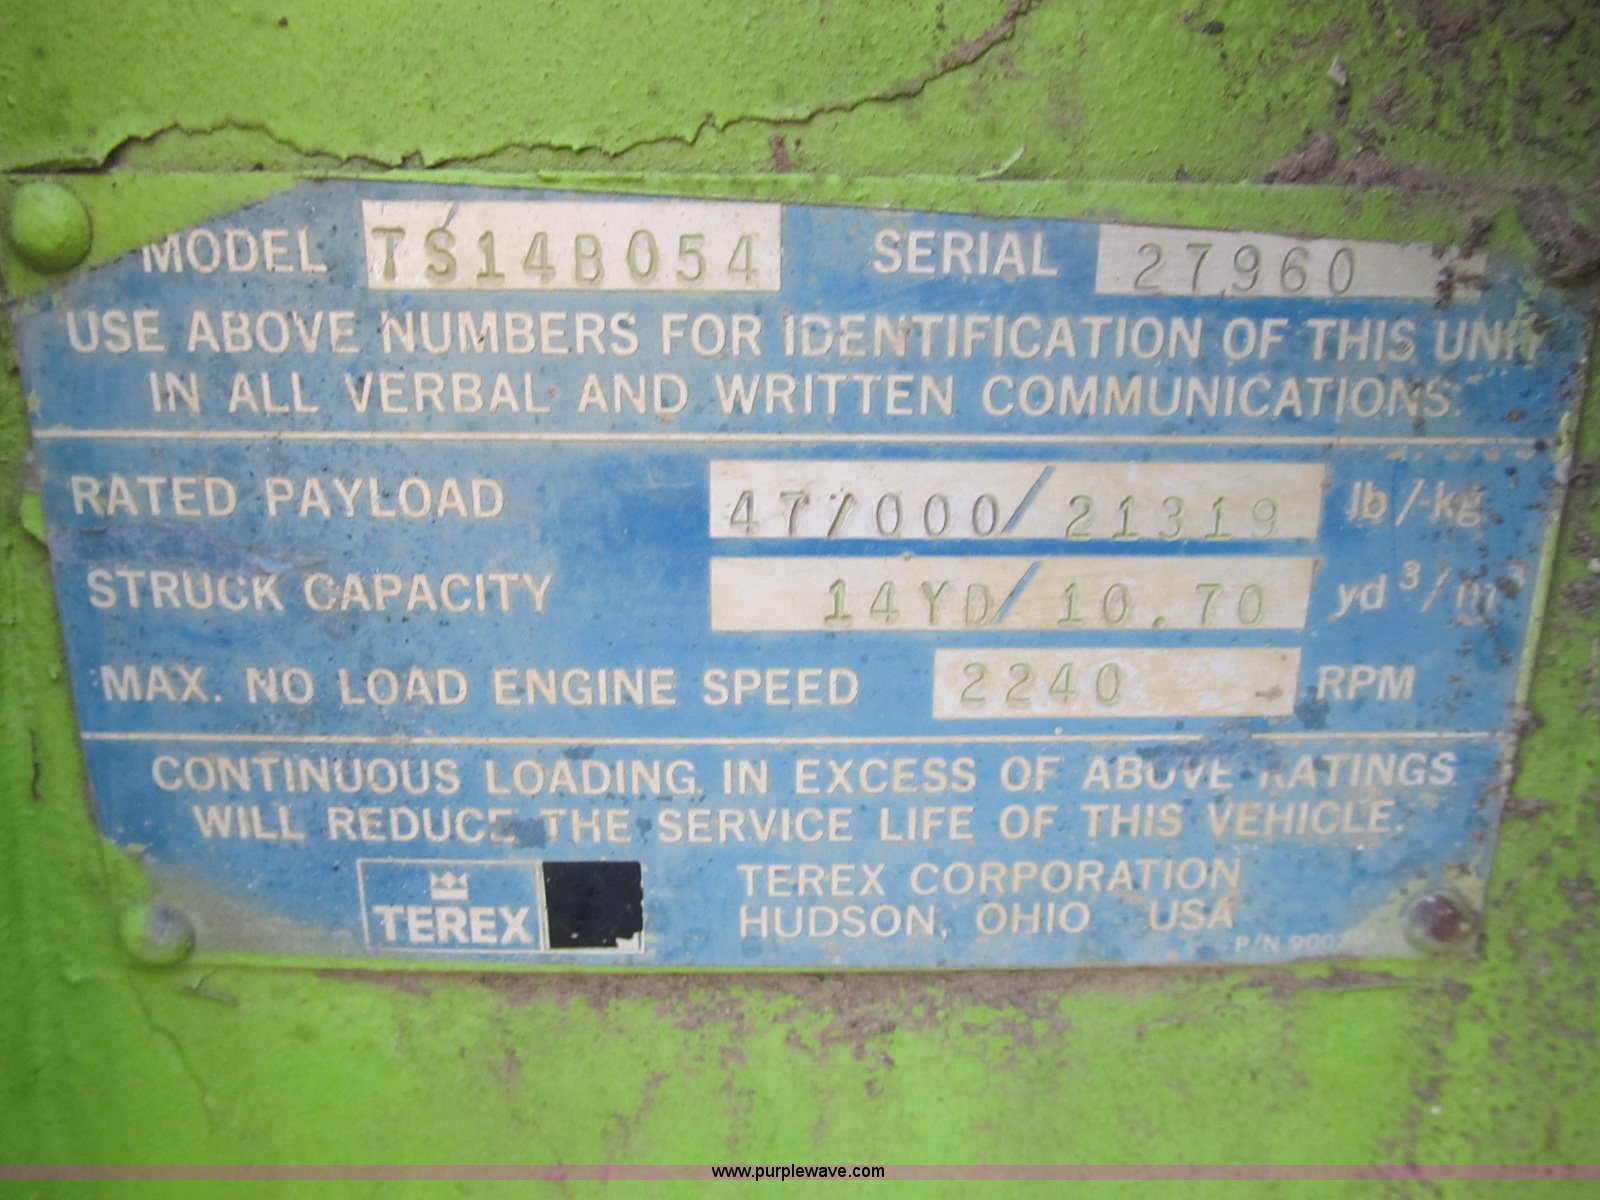 MODEL TS14B054 SERIAL 27960
USE ABOVE NUMBERS FOR IDENTIFICATION OF THIS UNIT
IN ALL VERBAL AND WRITTEN COMMUNICATIONS.
RATED PAYLOAD 47/000/21319 lb/kg
STRUCK CAPACITY 14YD/10.70 yd³/m³
MAX. NO LOAD ENGINE SPEED 2240 RPM
CONTINUOUS LOADING IN EXCESS OF ABOVE RATINGS
WILL REDUCE THE SERVICE LIFE OF THIS VEHICLE.
TEREX
TEREX CORPORATION
HUDSON, OHIO USA
P/N
www.purplewave.com